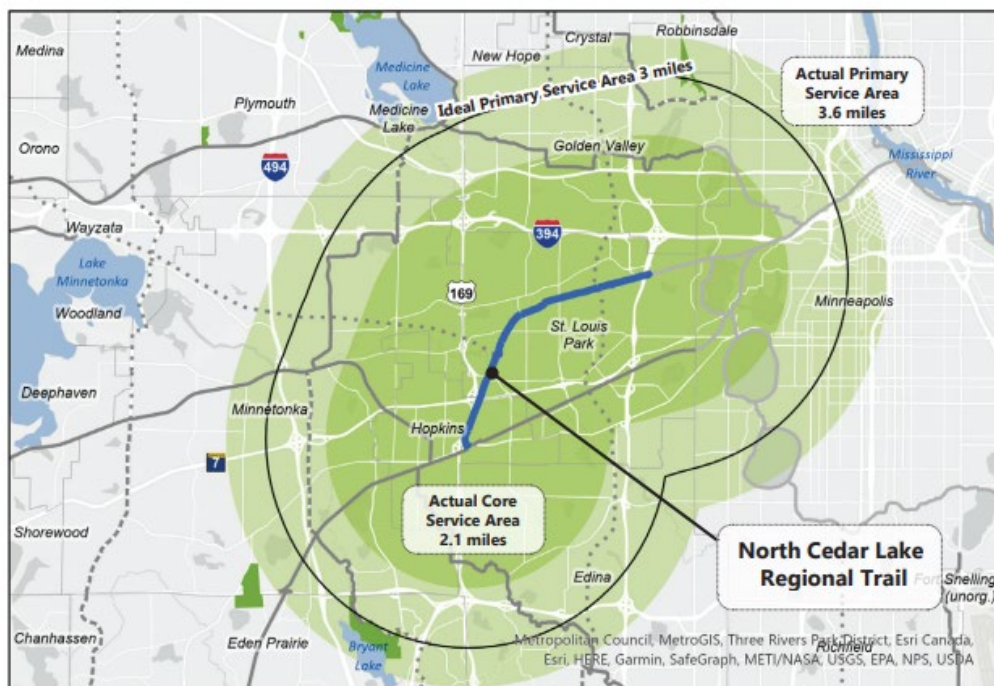 Medina
Crystal
Robbinsdale
New Hope
Medicine
Lake
Ideal Primary Service Area 3 miles
Actual Primary
Service Area
3.6 miles
Plymouth
Medicine
Lake
Orono
494
Golden Valley
Mississippi
River
Wayzata
394
Lake
Minnetonka
169
Woodland
Minneapolis
St. Louis
Park
Deephaven
Minnetonka
Hopkins
7
Actual Core
Service Area
2.1 miles
Shorewood
North Cedar Lake
Regional Trail
Edina
Fort Snelling
(unorg.)
Chanhassen
Eden Prairie
Bryant
Lake
Richfield
Metropolitan Council, MetroGIS, Three Rivers Park District, Esri Canada,
Esri, HERE, Garmin, SafeGraph, METI/NASA, USGS, EPA, NPS, USDA